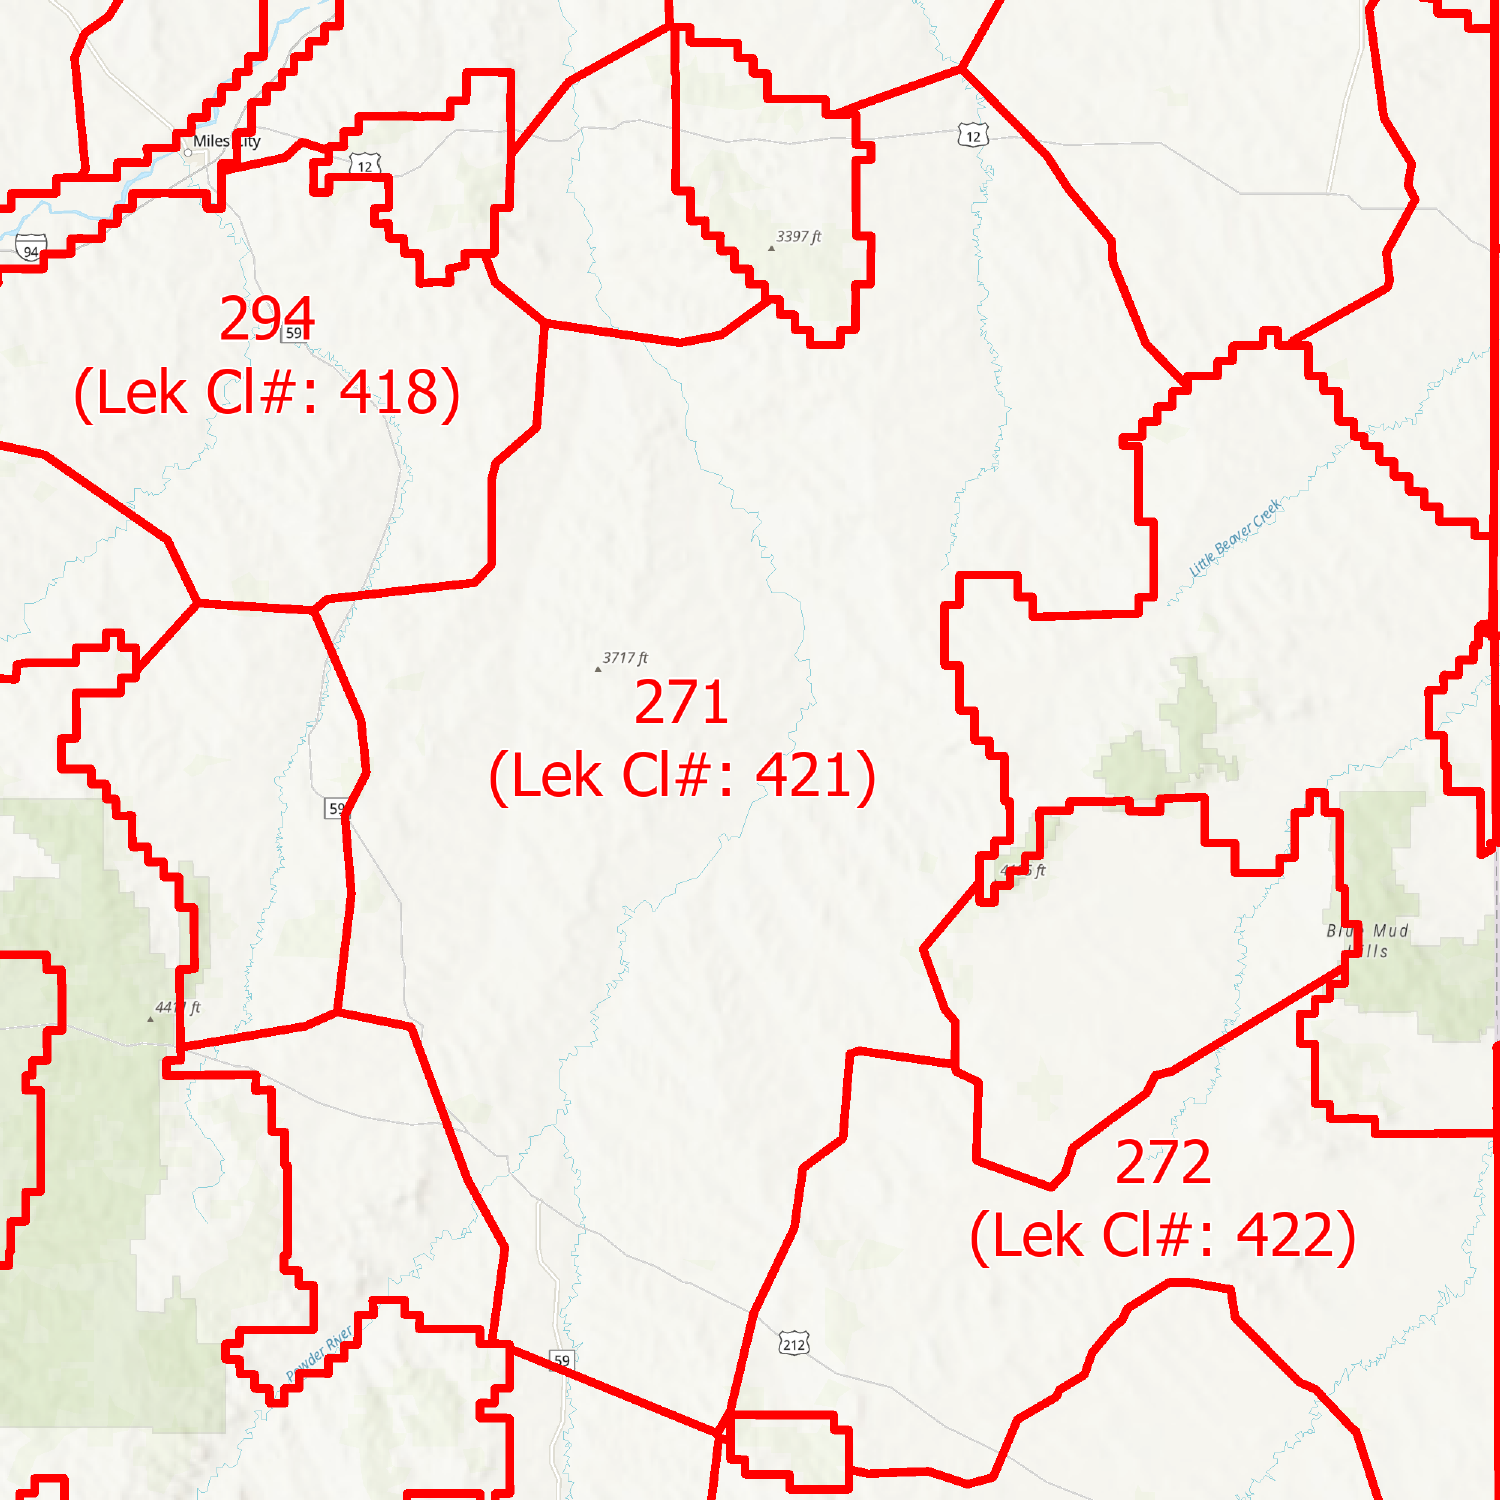 Miles City
12
12
94
3397 ft
294
59
(Lek Cl#: 418)
Little Beaver Creek
3717 ft
271
(Lek Cl#: 421)
59
Mud
4411 ft
272
(Lek Cl#: 422)
Powder River
212
59